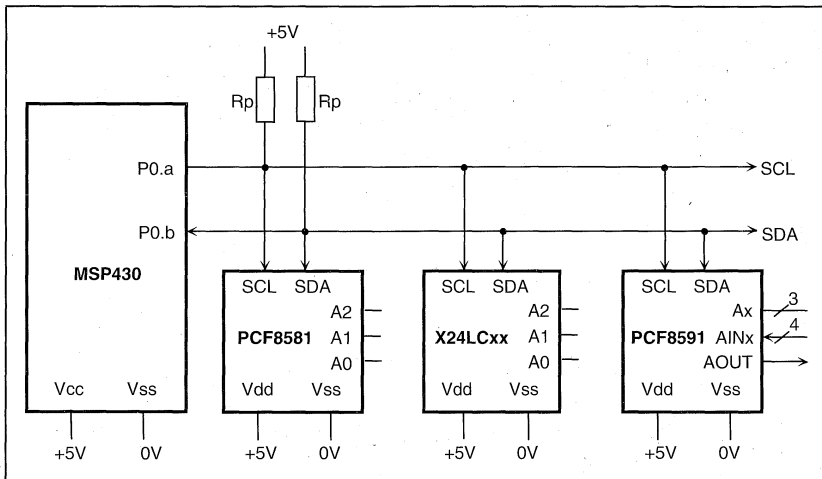 +5V
Rp Rp
P0.a SCL
P0.b SDA
MSP430
SCL SDA SCL SDA SCL SDA
A2 A2 Ax 3
PCF8581 A1 X24LCxx A1 PCF8591 AINx 4
A0 A0 AOUT
Vcc Vss Vdd Vss Vdd Vss Vdd Vss
+5V 0V +5V 0V +5V 0V +5V 0V